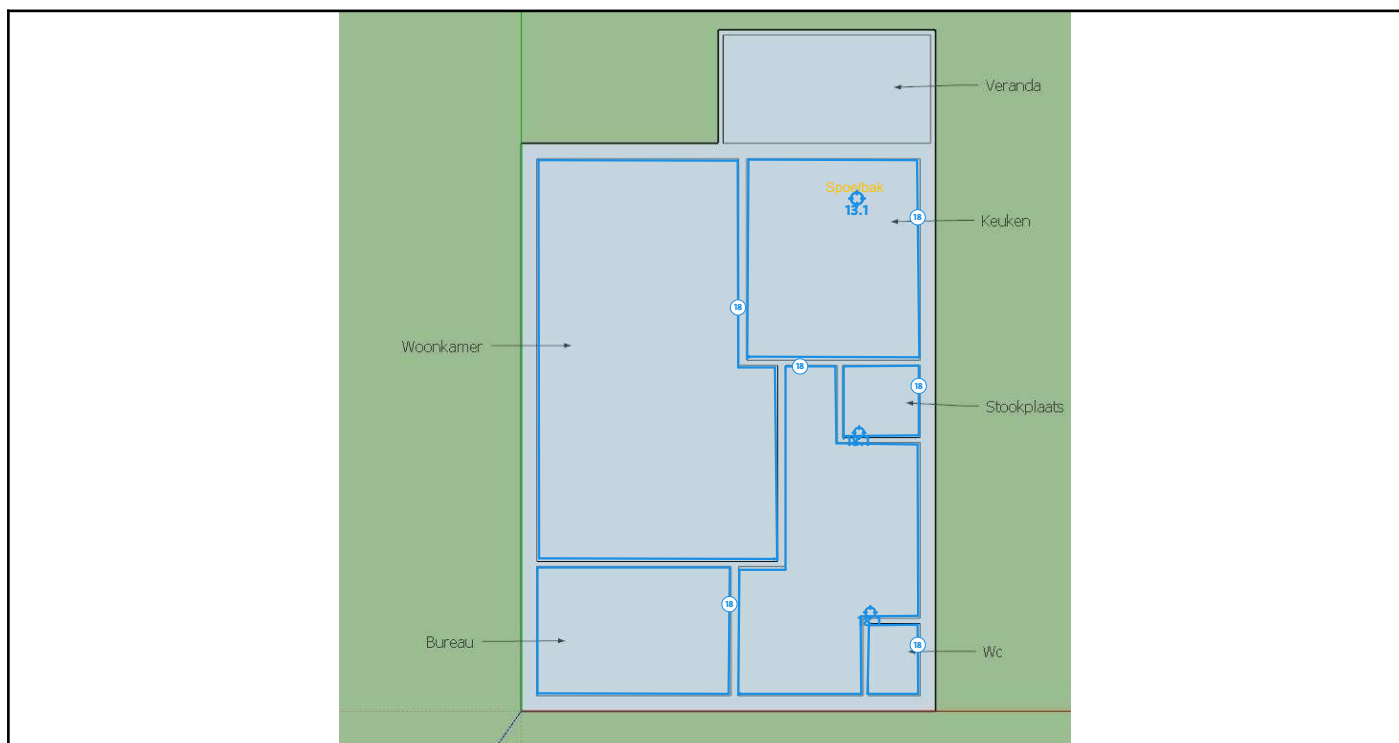 Veranda
Spoelbak
13.1
18
Keuken
18
Woonkamer
18
18
Stookplaats
18
Bureau
18
Wc